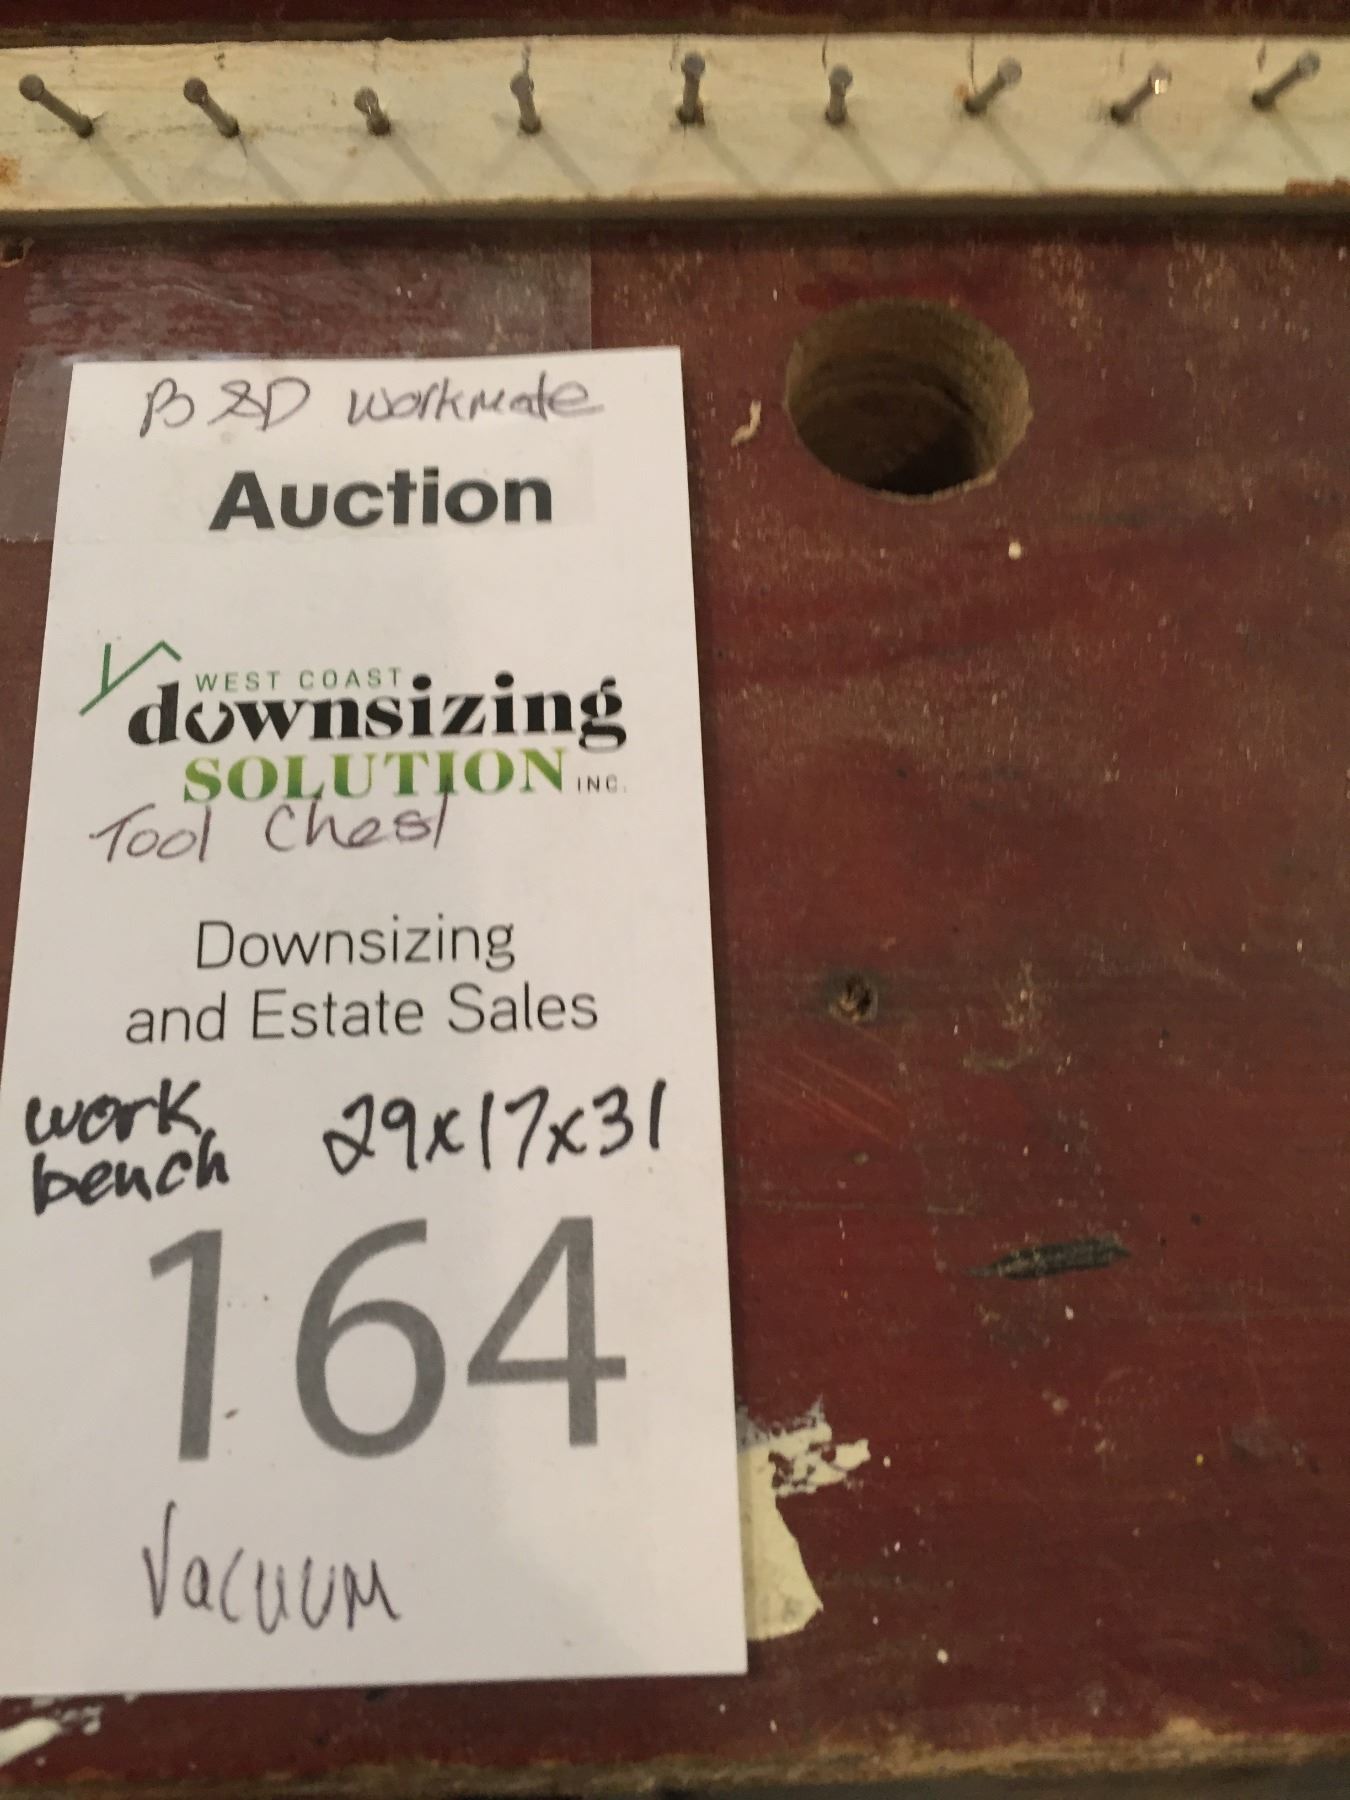 B&D workmate
Auction
WEST COAST
downsizing
SOLUTION INC.
Tool Chest
Downsizing
and Estate Sales
work
bench 29x17x31
164
Vacuum